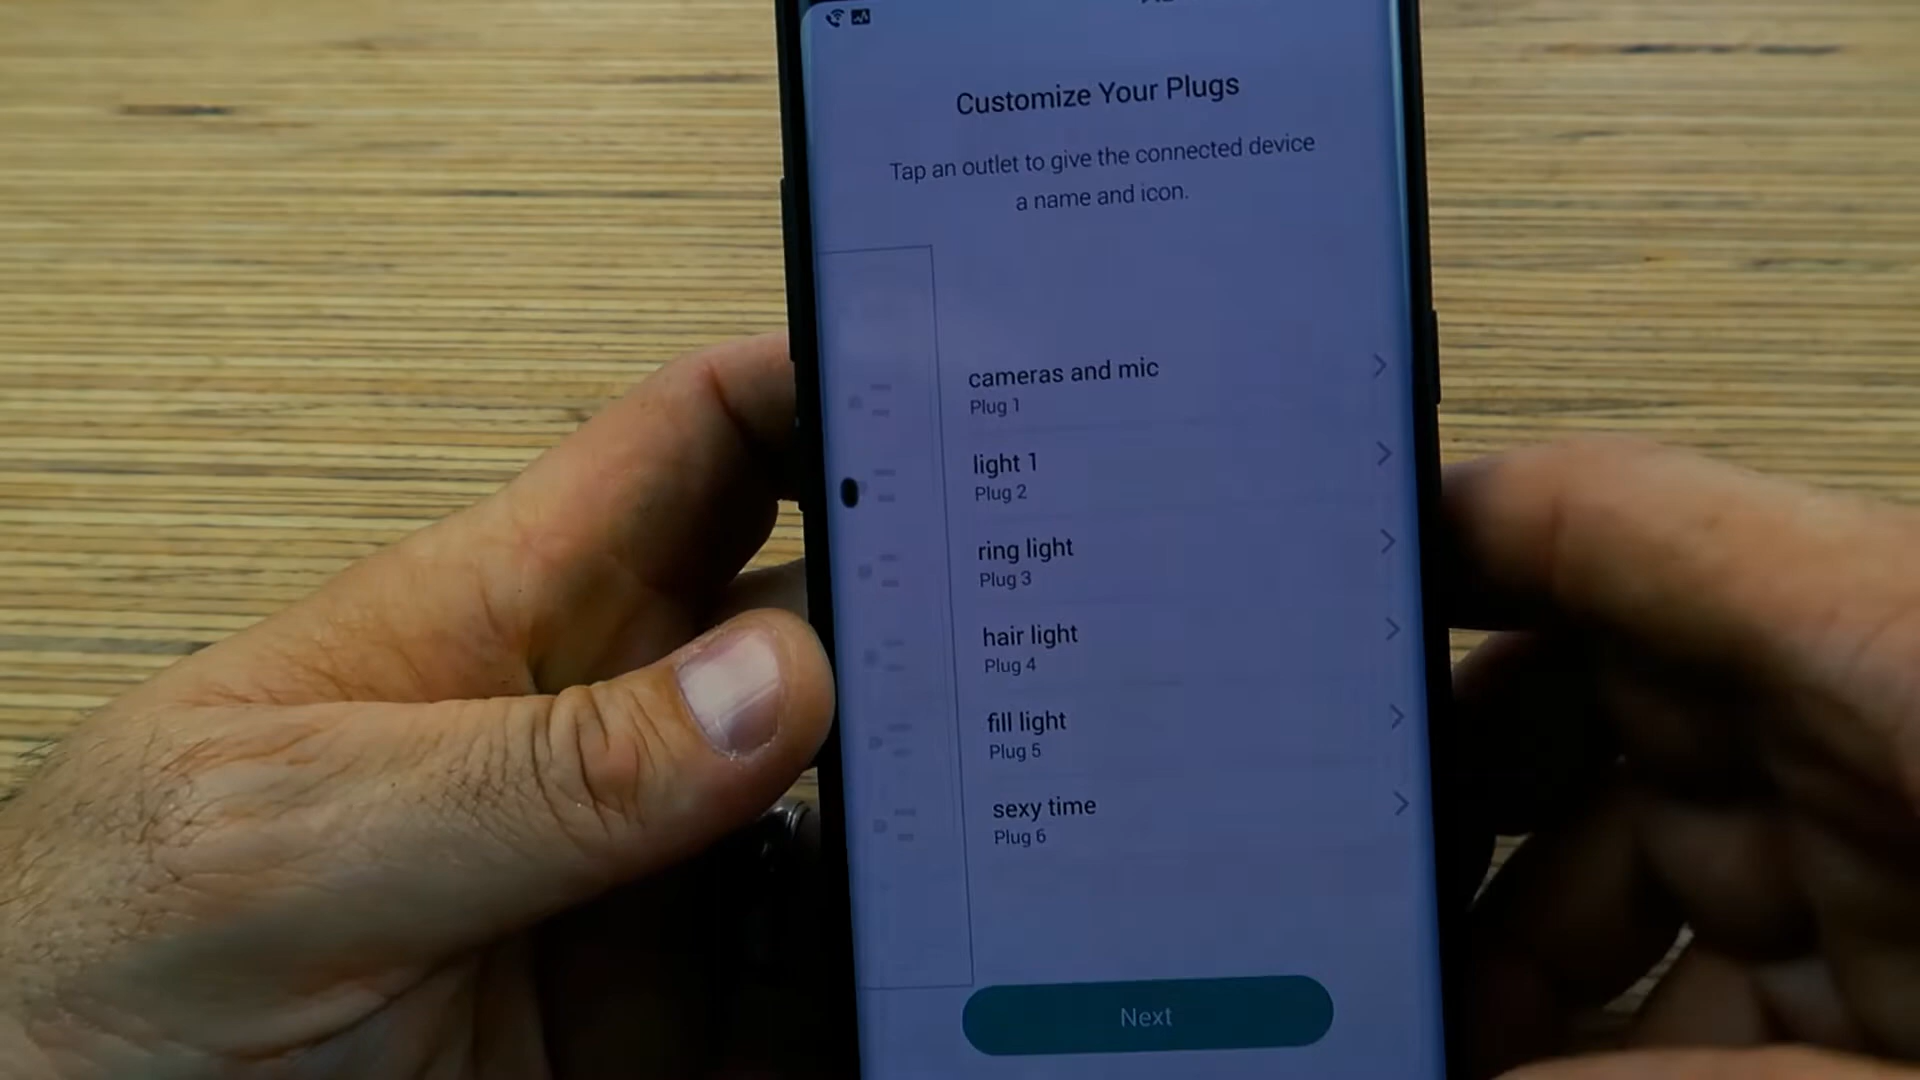 Customize Your Plugs
Tap an outlet to give the connected device
a name and icon.
cameras and mic
Plug 1
light 1
Plug 2
ring light
Plug 3
hair light
Plug 4
fill light
Plug 5
sexy time
Plug 6
Next